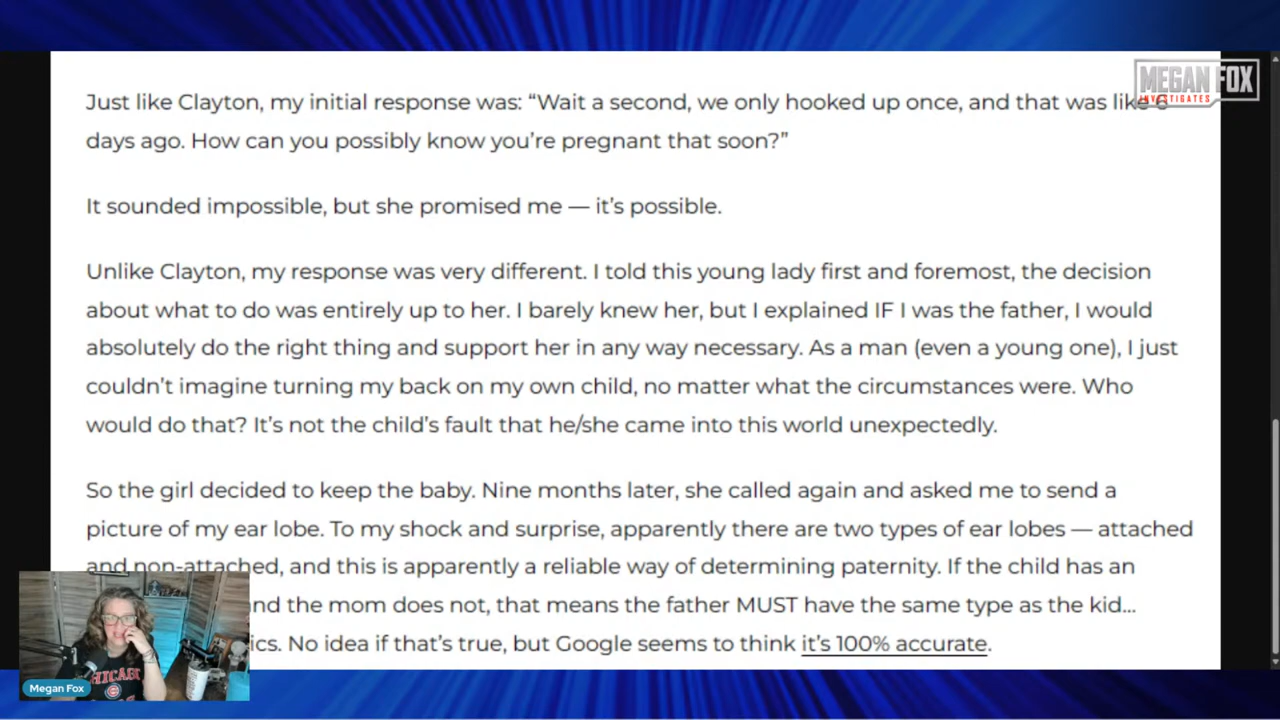 MEGAN FOX
INVESTIGATES
Just like Clayton, my initial response was: “Wait a second, we only hooked up once, and that was like 6
days ago. How can you possibly know you’re pregnant that soon?”
It sounded impossible, but she promised me — it’s possible.
Unlike Clayton, my response was very different. I told this young lady first and foremost, the decision
about what to do was entirely up to her. I barely knew her, but I explained IF I was the father, I would
absolutely do the right thing and support her in any way necessary. As a man (even a young one), I just
couldn’t imagine turning my back on my own child, no matter what the circumstances were. Who
would do that? It’s not the child’s fault that he/she came into this world unexpectedly.
So the girl decided to keep the baby. Nine months later, she called again and asked me to send a
picture of my ear lobe. To my shock and surprise, apparently there are two types of ear lobes — attached
and non-attached, and this is apparently a reliable way of determining paternity. If the child has an
nd the mom does not, that means the father MUST have the same type as the kid…
ics. No idea if that’s true, but Google seems to think it’s 100% accurate.
CHICAGO
Megan Fox